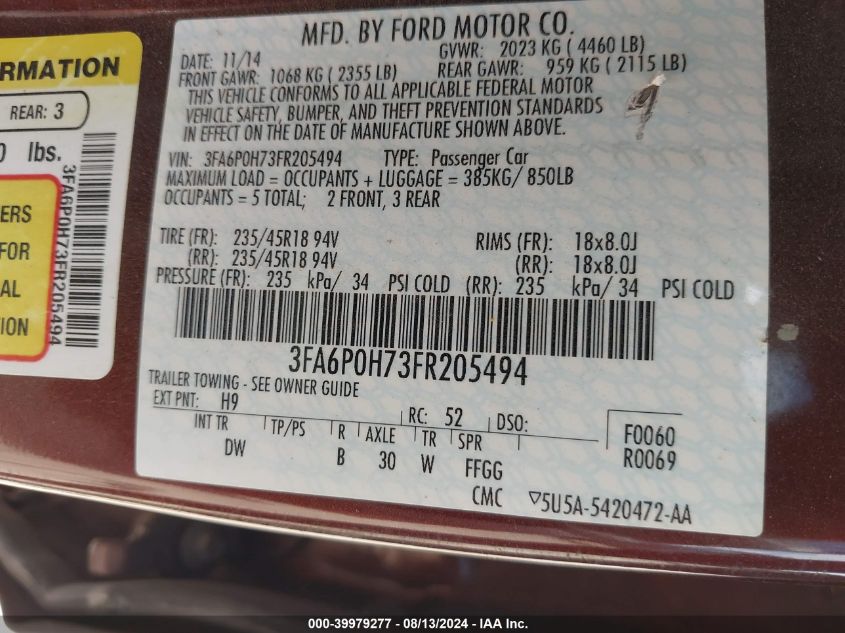 RMATION
REAR: 3
0 lbs.
3FA6P0H73FR205494
ERS
FOR
AL
TION
MFD. BY FORD MOTOR CO.
DATE: 11/14 GVWR: 2023 KG ( 4460 LB)
FRONT GAWR: 1068 KG ( 2355 LB) REAR GAWR: 959 KG ( 2115 LB)
THIS VEHICLE CONFORMS TO ALL APPLICABLE FEDERAL MOTOR
VEHICLE SAFETY, BUMPER, AND THEFT PREVENTION STANDARDS
IN EFFECT ON THE DATE OF MANUFACTURE SHOWN ABOVE.
VIN: 3FA6P0H73FR205494 TYPE: Passenger Car
MAXIMUM LOAD = OCCUPANTS + LUGGAGE = 385KG/ 850LB
OCCUPANTS = 5 TOTAL; 2 FRONT, 3 REAR
TIRE (FR): 235/45R18 94V RIMS (FR): 18x8.0J
(RR): 235/45R18 94V (RR): 18x8.0J
PRESSURE (FR): 235 kPa/ 34 PSI COLD (RR): 235 kPa/ 34 PSI COLD
3FA6P0H73FR205494
TRAILER TOWING - SEE OWNER GUIDE
EXT PNT: H9 RC: 52 DSO:
INT TR TP/PS R AXLE TR SPR F0060
DW B 30 W FFGG R0069
CMC ▽5U5A-5420472-AA
000-39979277 - 08/13/2024 - IAA Inc.